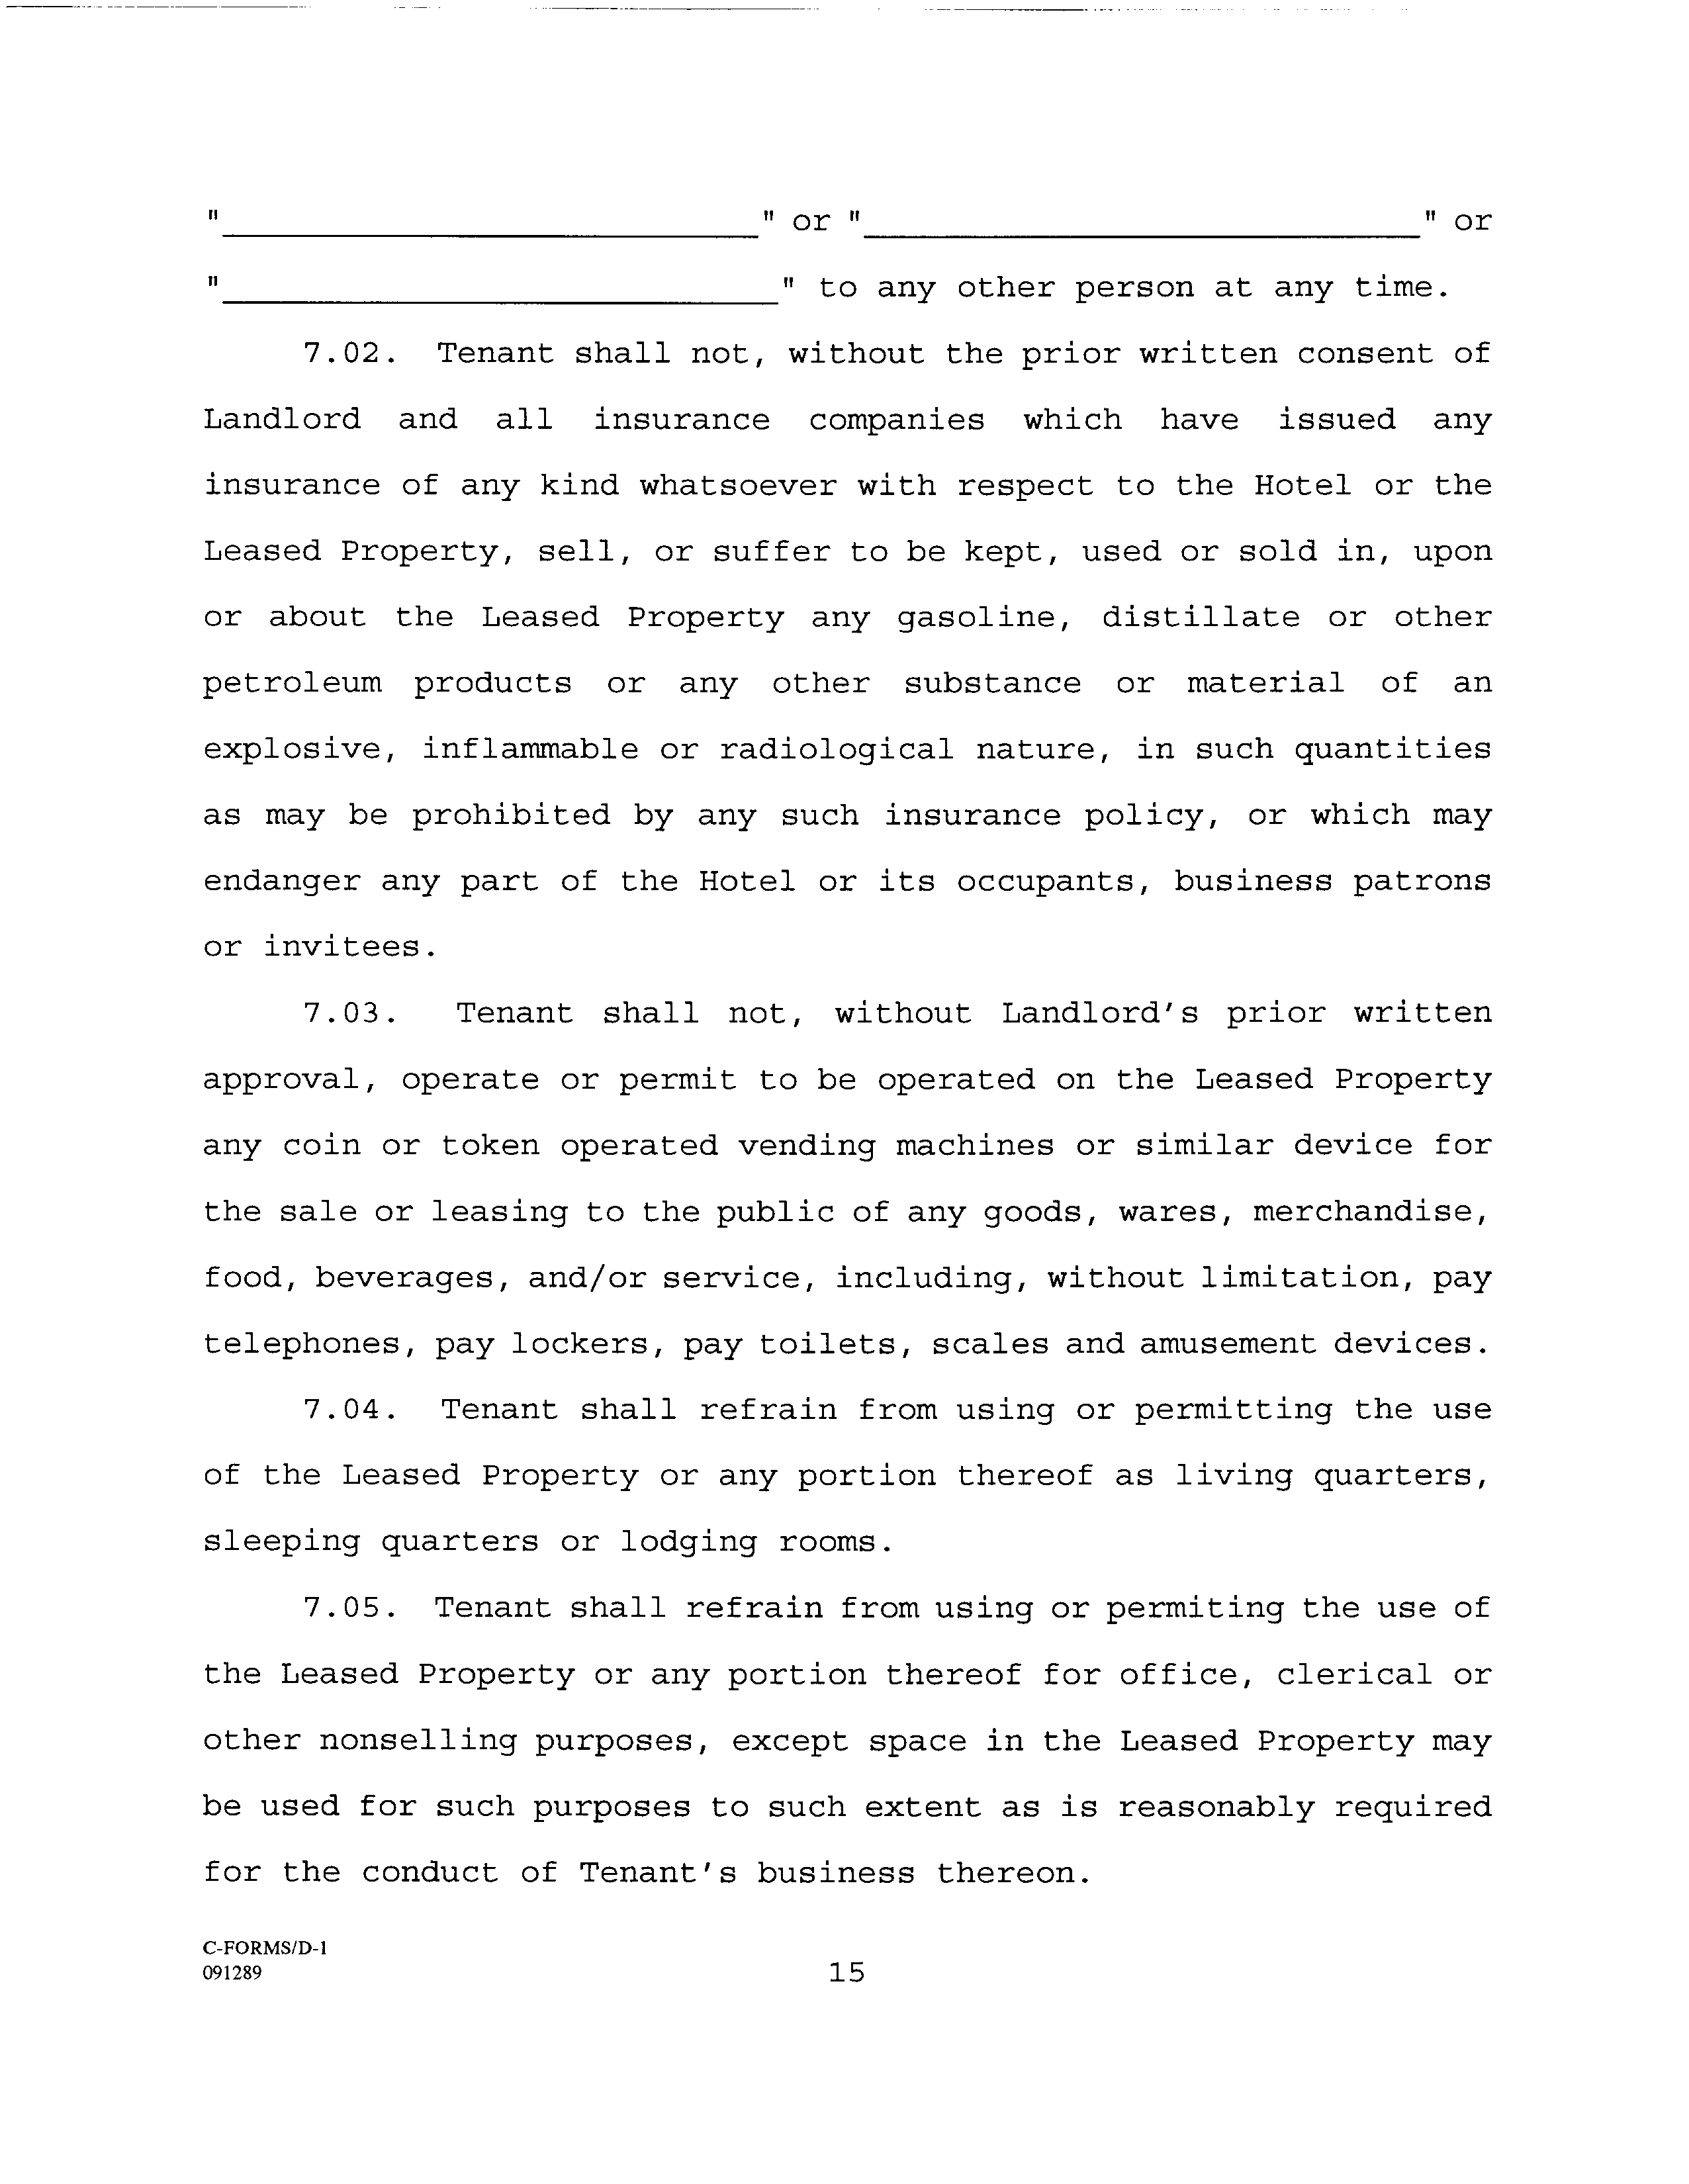 "____________________________" or "____________________________" or
"____________________________" to any other person at any time.
7.02. Tenant shall not, without the prior written consent of
Landlord and all insurance companies which have issued any
insurance of any kind whatsoever with respect to the Hotel or the
Leased Property, sell, or suffer to be kept, used or sold in, upon
or about the Leased Property any gasoline, distillate or other
petroleum products or any other substance or material of an
explosive, inflammable or radiological nature, in such quantities
as may be prohibited by any such insurance policy, or which may
endanger any part of the Hotel or its occupants, business patrons
or invitees.
7.03. Tenant shall not, without Landlord's prior written
approval, operate or permit to be operated on the Leased Property
any coin or token operated vending machines or similar device for
the sale or leasing to the public of any goods, wares, merchandise,
food, beverages, and/or service, including, without limitation, pay
telephones, pay lockers, pay toilets, scales and amusement devices.
7.04. Tenant shall refrain from using or permitting the use
of the Leased Property or any portion thereof as living quarters,
sleeping quarters or lodging rooms.
7.05. Tenant shall refrain from using or permiting the use of
the Leased Property or any portion thereof for office, clerical or
other nonselling purposes, except space in the Leased Property may
be used for such purposes to such extent as is reasonably required
for the conduct of Tenant's business thereon.
C-FORMS/D-1
091289
15